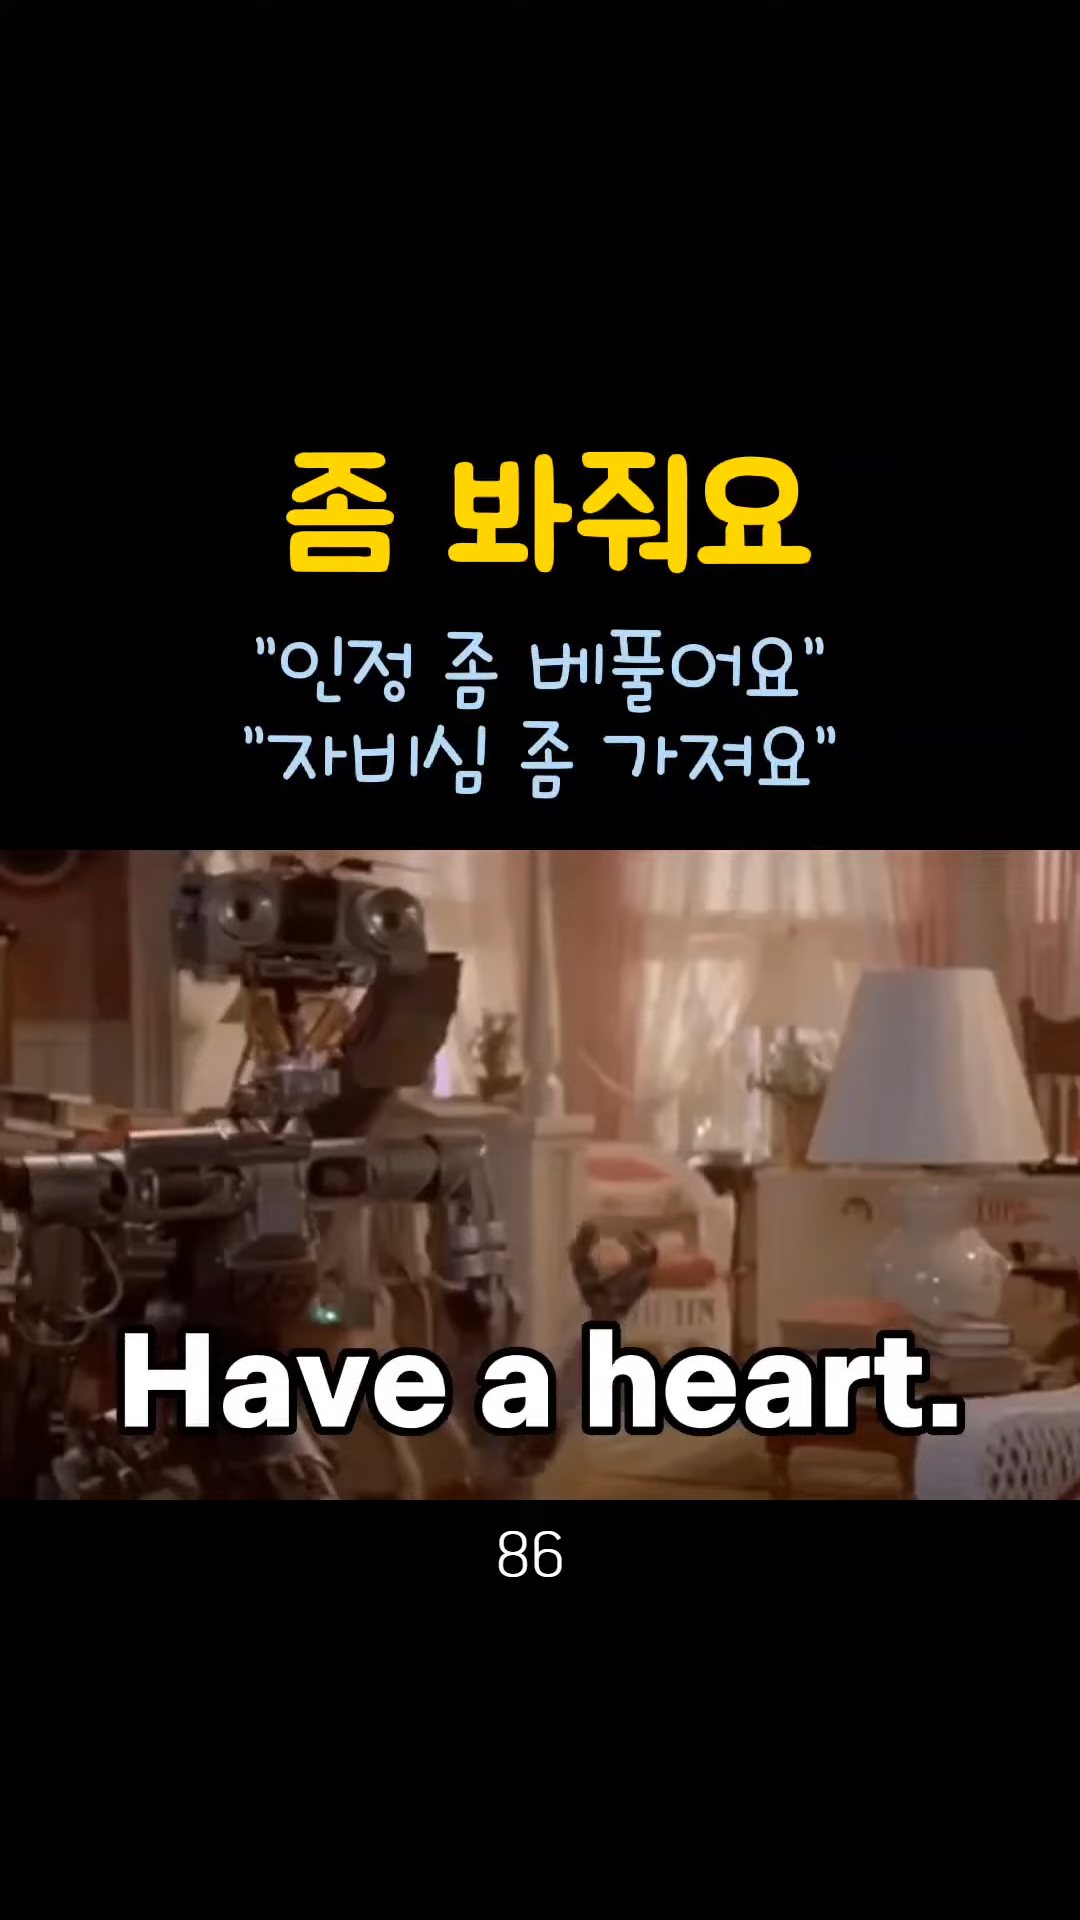 좀 봐줘요
"인정 좀 베풀어요"
"자비심 좀 가져요"
Have a heart.
86